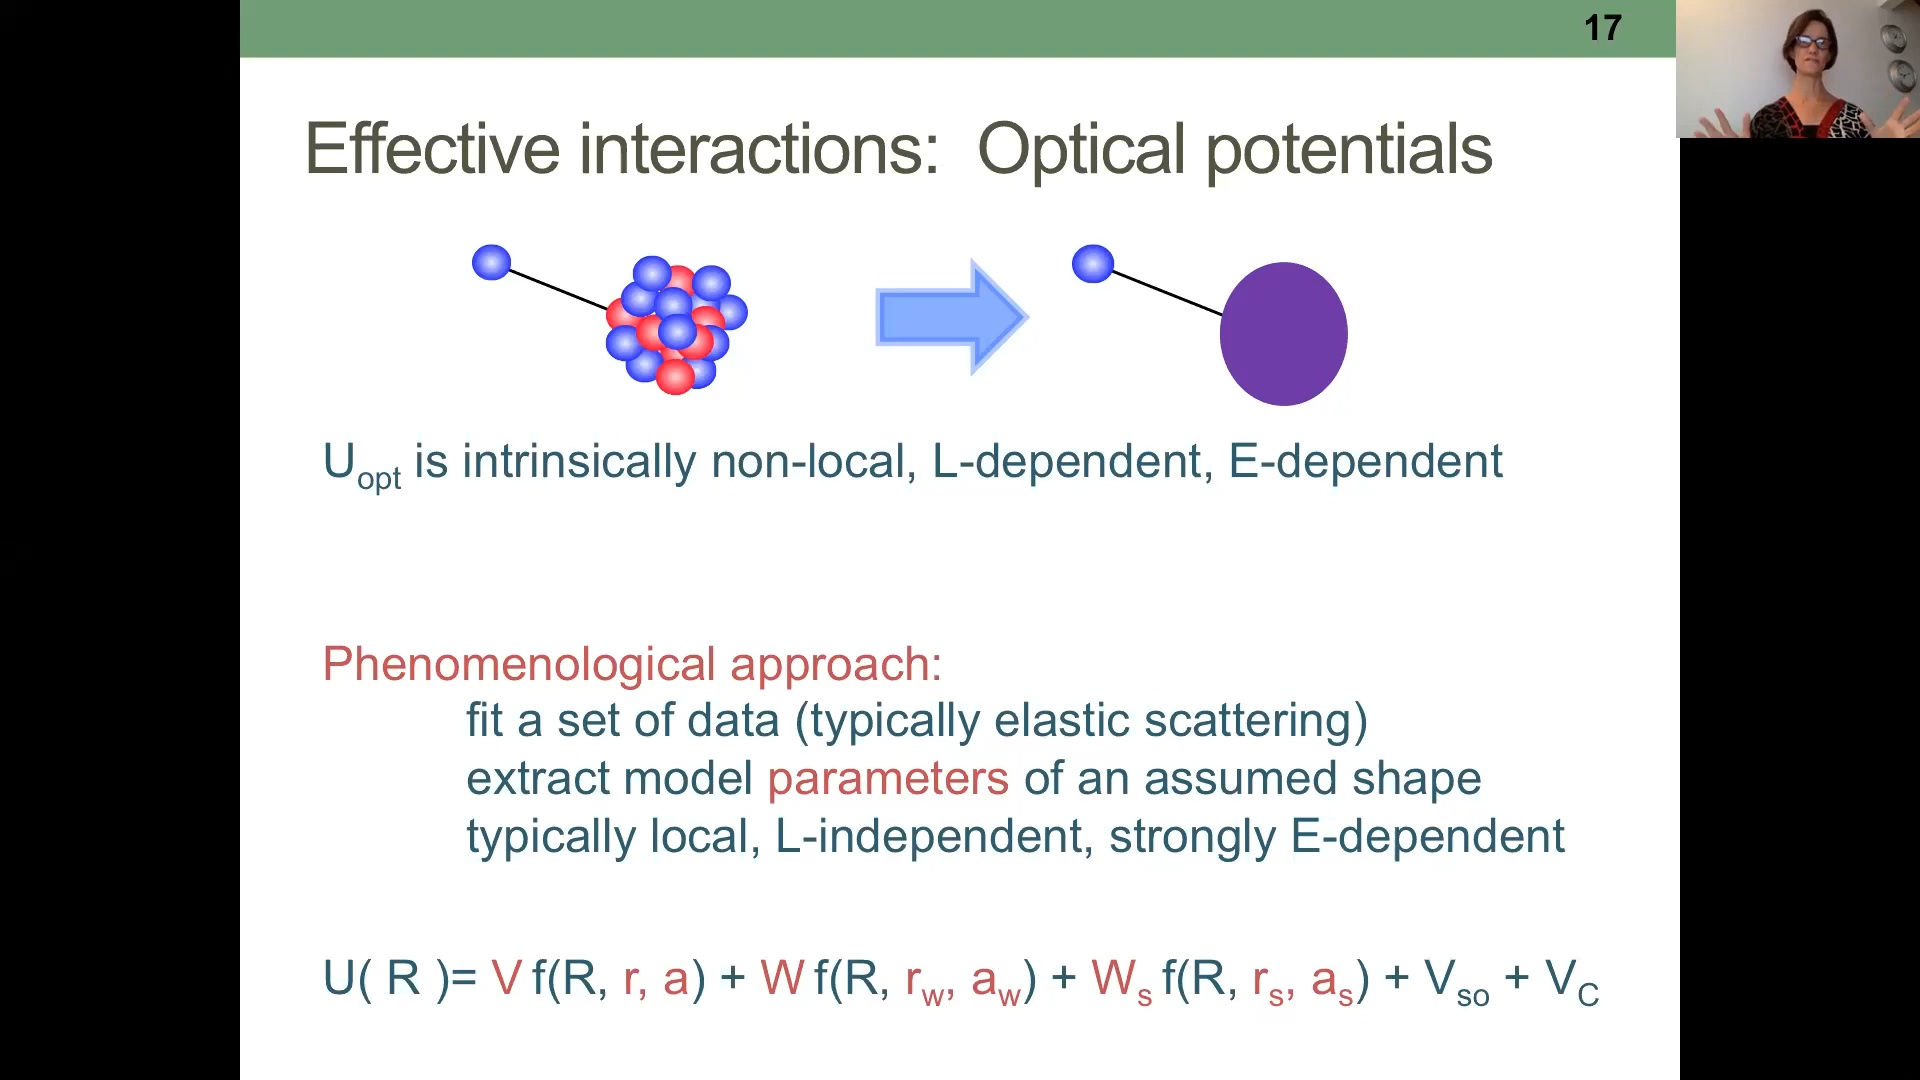 17
Effective interactions: Optical potentials
U_opt is intrinsically non-local, L-dependent, E-dependent
Phenomenological approach:
fit a set of data (typically elastic scattering)
extract model parameters of an assumed shape
typically local, L-independent, strongly E-dependent
U( R )= V f(R, r, a) + W f(R, r_w, a_w) + W_s f(R, r_s, a_s) + V_so + V_C